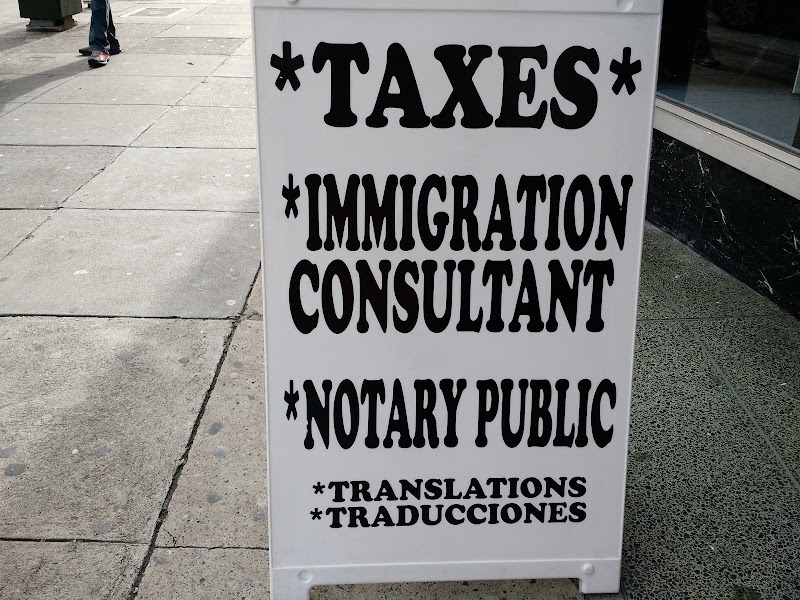 *TAXES*
*IMMIGRATION
CONSULTANT
*NOTARY PUBLIC
*TRANSLATIONS
*TRADUCCIONES